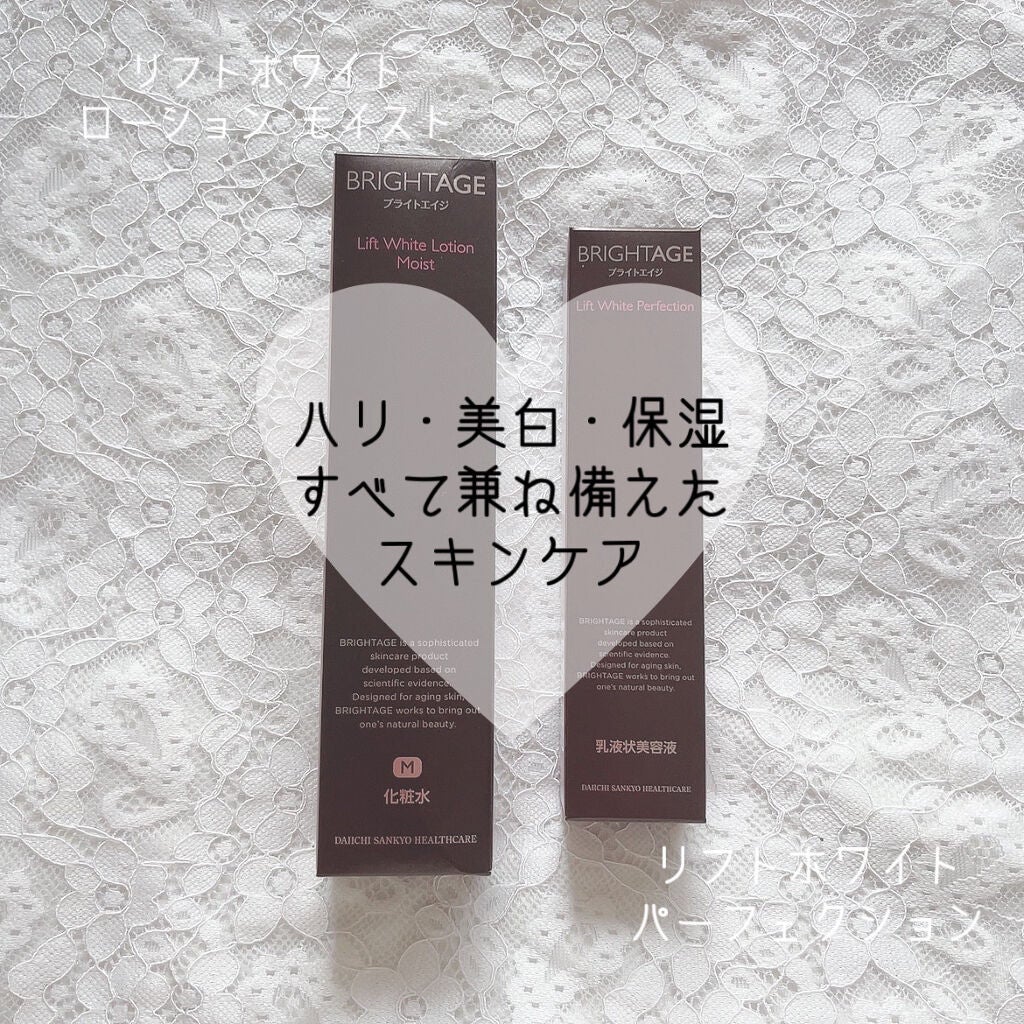 リフトホワイト
ローション モイスト
BRIGHTAGE
ブライトエイジ
Lift White Lotion
Moist
BRIGHTAGE
ブライトエイジ
Lift White Perfection
ハリ・美白・保湿
すべて兼ね備えた
スキンケア
BRIGHTAGE is a sophisticated
skincare product
developed based on
scientific evidence.
Designed for aging skin,
BRIGHTAGE works to bring out
one's natural beauty.
M
化粧水
DAIICHI SANKYO HEALTHCARE
BRIGHTAGE is a sophisticated
skincare product
developed based on
scientific evidence.
Designed for aging skin,
BRIGHTAGE works to bring out
one's natural beauty.
乳液状美容液
DAIICHI SANKYO HEALTHCARE
リフトホワイト
パーフェクション